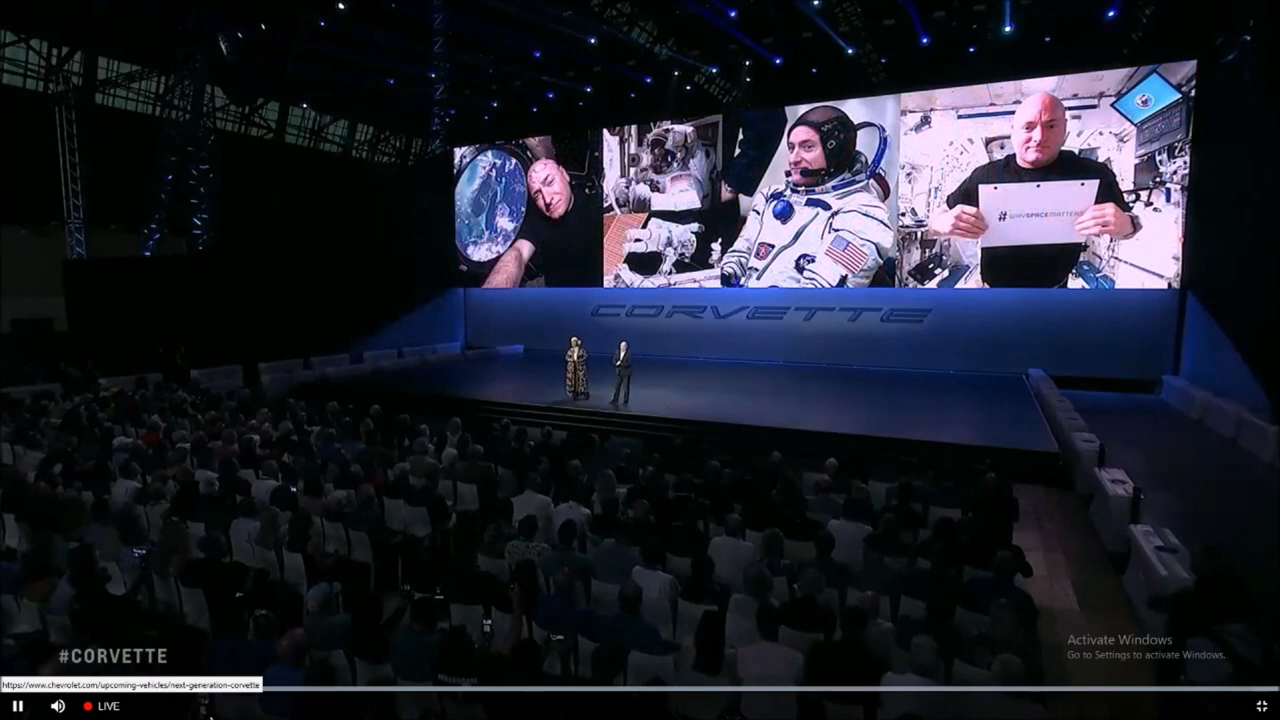 # WHYSPACEMATTERS
CORVETTE
#CORVETTE
Activate Windows
Go to Settings to activate Windows.
https://www.chevrolet.com/upcoming-vehicles/next-generation-corvette
LIVE